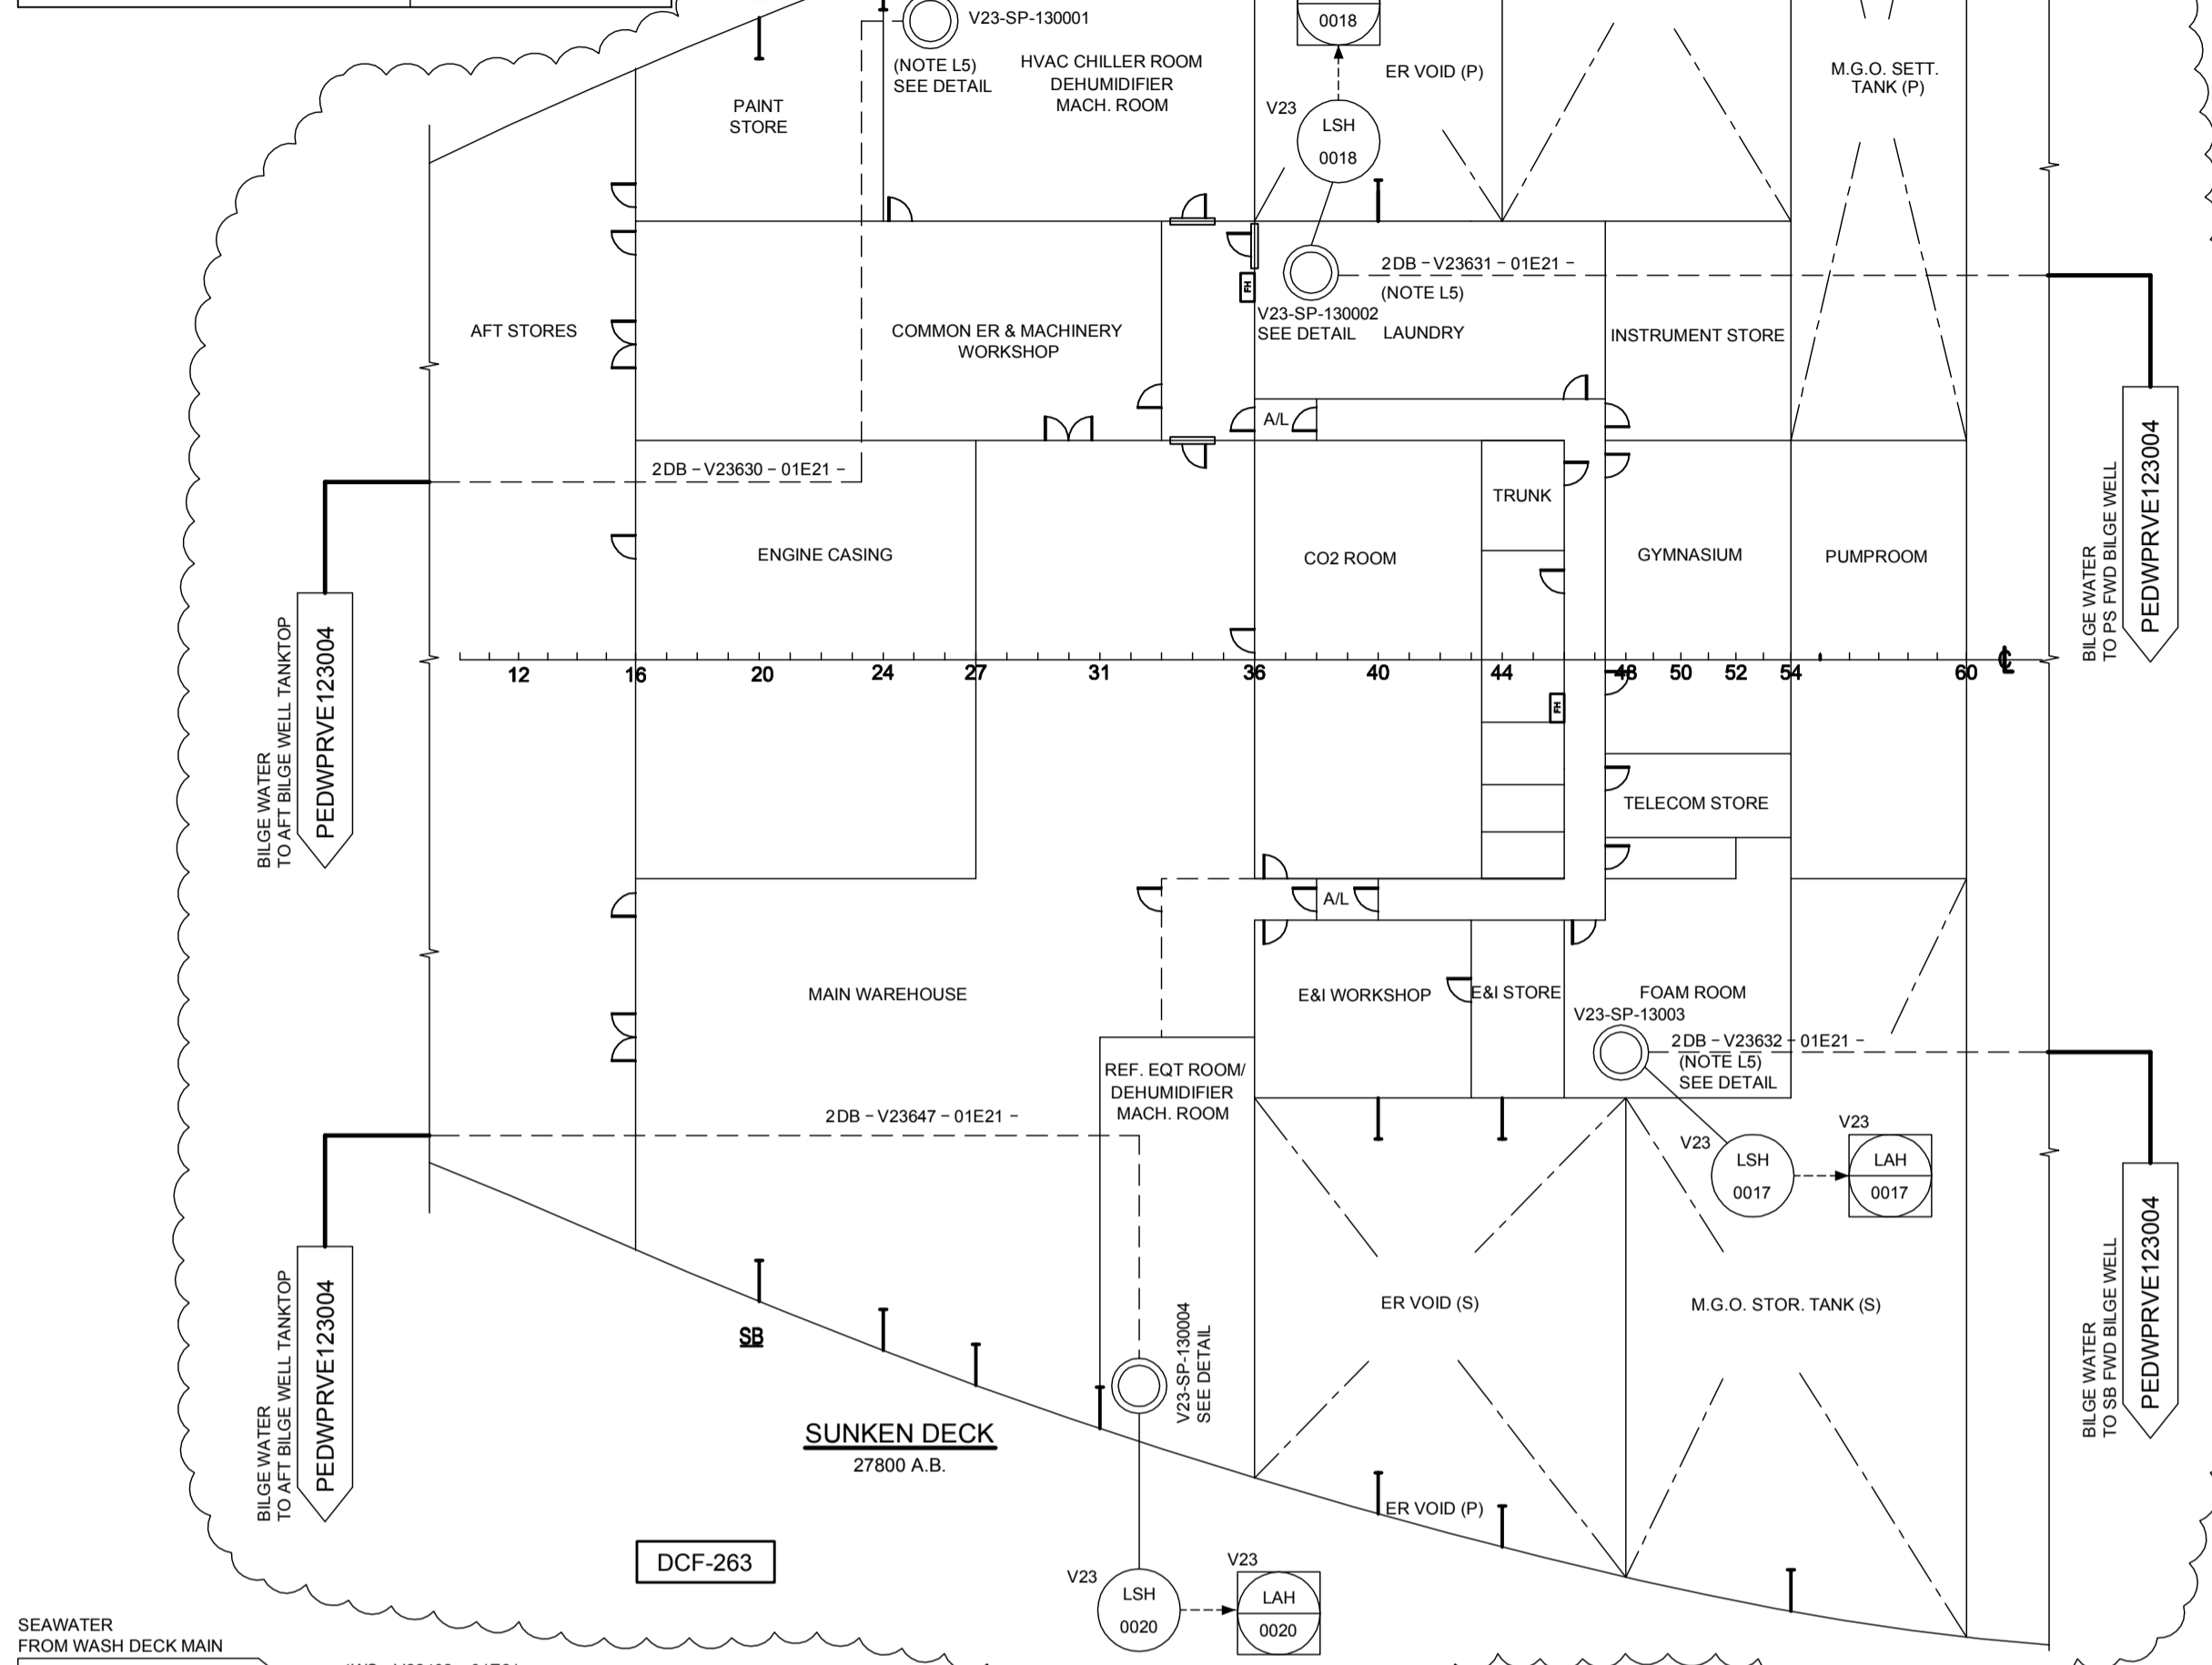 V23-SP-130001
(NOTE L5)
SEE DETAIL
HVAC CHILLER ROOM
DEHUMIDIFIER
MACH. ROOM
PAINT
STORE
0018
ER VOID (P)
M.G.O. SETT.
TANK (P)
V23
LSH
0018
2DB – V23631 – 01E21 –
(NOTE L5)
FH
V23-SP-130002
SEE DETAIL
LAUNDRY
INSTRUMENT STORE
AFT STORES
COMMON ER & MACHINERY
WORKSHOP
A/L
2DB – V23630 – 01E21 –
TRUNK
ENGINE CASING
CO2 ROOM
GYMNASIUM
PUMPROOM
BILGE WATER
TO AFT BILGE WELL TANKTOP
PEDWPRVE123004
BILGE WATER
TO PS FWD BILGE WELL
PEDWPRVE123004
12 16 20 24 27 31 36 40 44 48 50 52 54 60 CL
FH
TELECOM STORE
A/L
MAIN WAREHOUSE
E&I WORKSHOP
E&I STORE
FOAM ROOM
V23-SP-13003
2DB – V23632 – 01E21 –
(NOTE L5)
SEE DETAIL
REF. EQT ROOM/
DEHUMIDIFIER
MACH. ROOM
2DB – V23647 – 01E21 –
V23
LSH
0017
V23
LAH
0017
BILGE WATER
TO AFT BILGE WELL TANKTOP
PEDWPRVE123004
BILGE WATER
TO SB FWD BILGE WELL
PEDWPRVE123004
ER VOID (S)
M.G.O. STOR. TANK (S)
SB
V23-SP-130004
SEE DETAIL
SUNKEN DECK
27800 A.B.
ER VOID (P)
DCF-263
V23
LSH
0020
V23
LAH
0020
SEAWATER
FROM WASH DECK MAIN